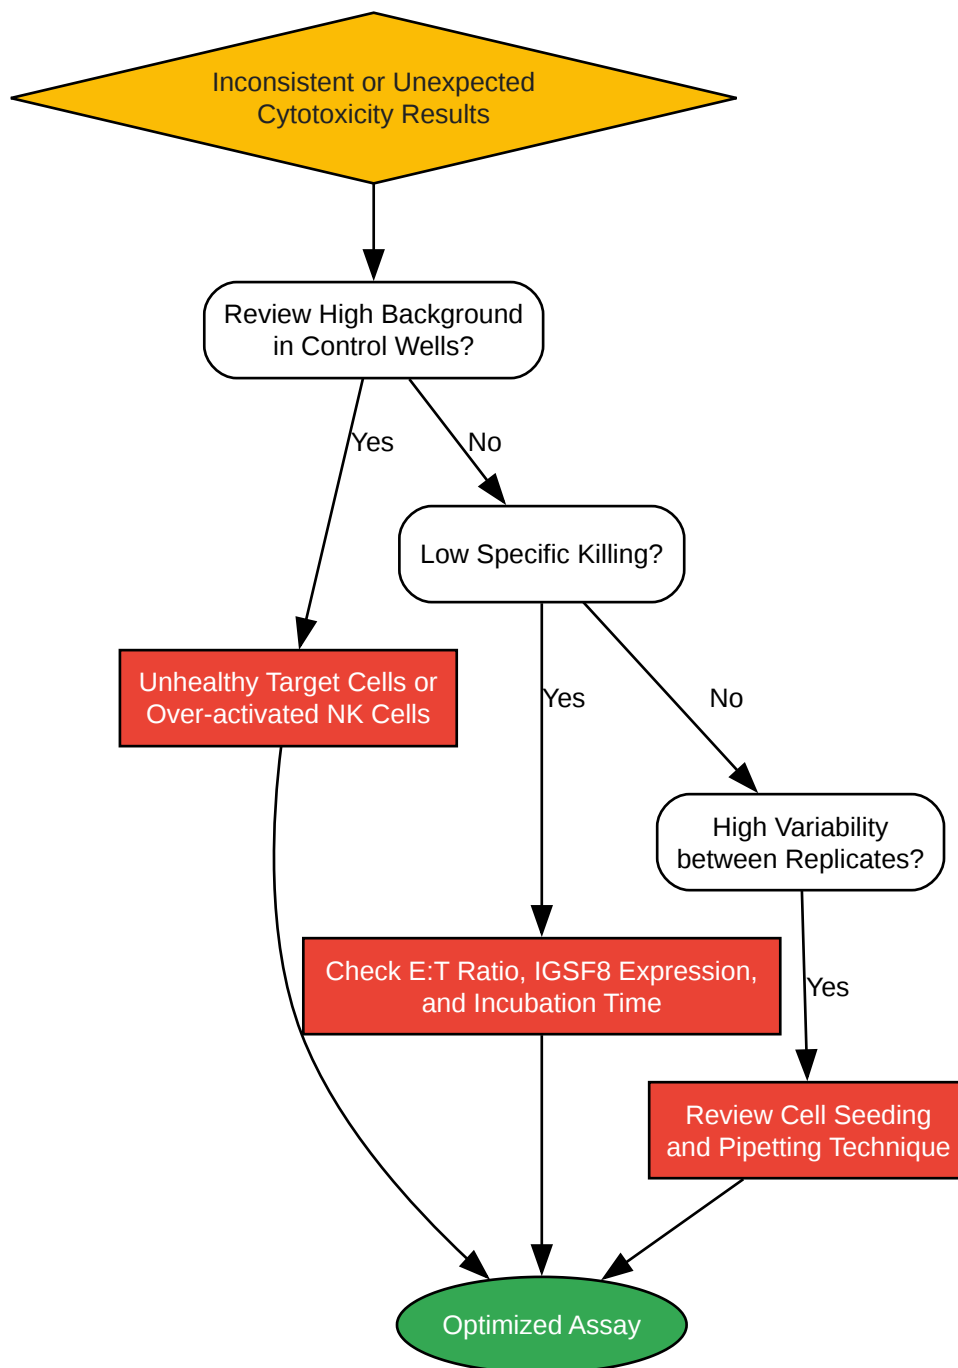 Inconsistent or Unexpected
Cytotoxicity Results
Review High Background
in Control Wells?
Yes
No
Low Specific Killing?
Unhealthy Target Cells or
Over-activated NK Cells
Yes
No
High Variability
between Replicates?
Check E:T Ratio, IGSF8 Expression,
and Incubation Time
Yes
Review Cell Seeding
and Pipetting Technique
Optimized Assay